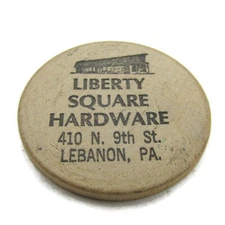 LIBERTY
SQUARE
HARDWARE
410 N. 9th St.
LEBANON, PA.